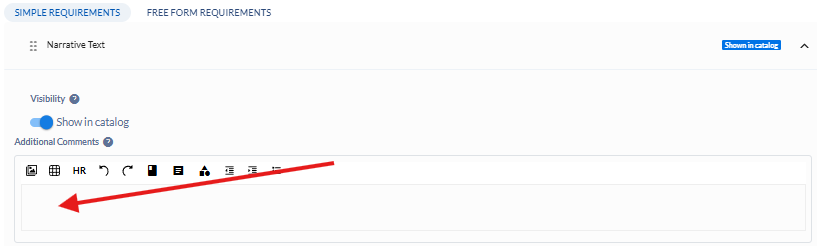 SIMPLE REQUIREMENTS FREE FORM REQUIREMENTS
Narrative Text Shown in catalog
Visibility ?
Show in catalog
Additional Comments ?
HR